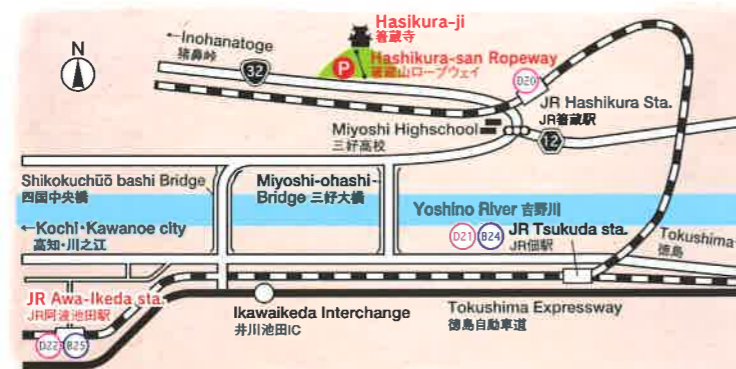 Hasikura-ji
箸蔵寺
N
←Inohanatoge
猪鼻峠
32
P
Hashikura-san Ropeway
箸蔵山ロープウェイ
D20
JR Hashikura Sta.
JR箸蔵駅
Miyoshi Highschool
三好高校
12
Shikokuchūō bashi Bridge
四国中央橋
Miyoshi-ohashi
Bridge 三好大橋
Yoshino River 吉野川
←Kochi・Kawanoe city
高知・川之江
D21 B24 JR Tsukuda sta.
JR佃駅
Tokushima→
徳島
JR Awa-Ikeda sta.
JR阿波池田駅
D22 B25
Ikawaikeda Interchange
井川池田IC
Tokushima Expressway
徳島自動車道